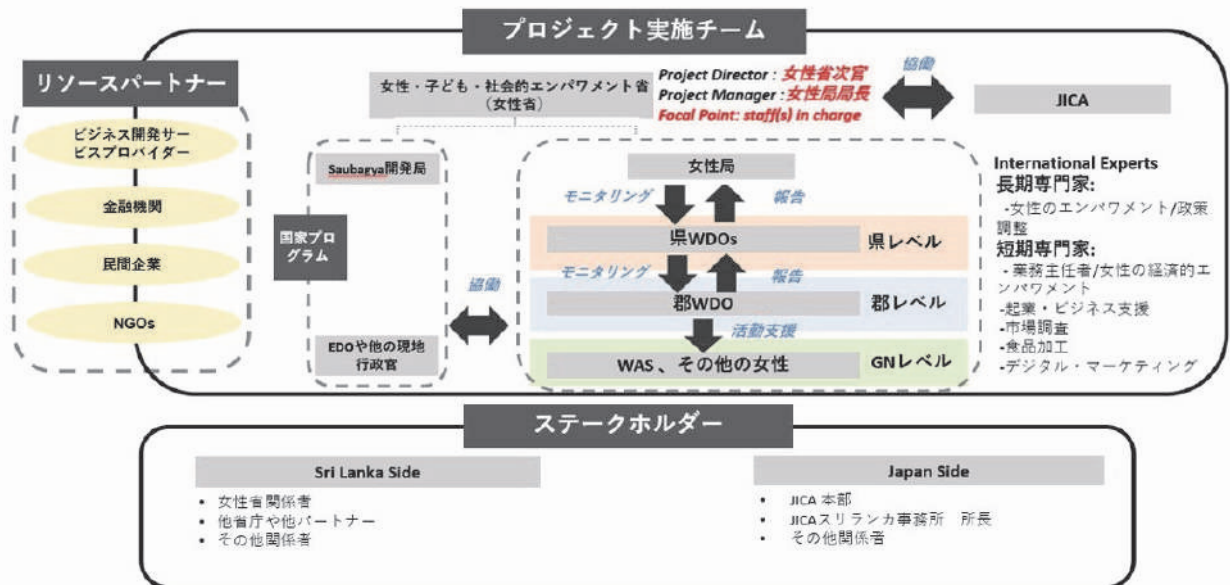 プロジェクト実施チーム
リソースパートナー
ビジネス開発サー
ビスプロバイダー
金融機関
民間企業
NGOs
女性・子ども・社会的エンパワメント省
（女性省）
Project Director : 女性省次官
Project Manager : 女性局局長
Focal Point: staff(s) in charge
協働
JICA
Saubagya開発局
国家プロ
グラム
EDOや他の現地
行政官
協働
女性局
モニタリング
報告
県WDOs
県レベル
モニタリング
報告
郡WDO
郡レベル
活動支援
WAS 、その他の女性
GNレベル
International Experts
長期専門家:
-女性のエンパワメント/政策
調整
短期専門家:
-業務主任者/女性の経済的エ
ンパワメント
-起業・ビジネス支援
-市場調査
-食品加工
-デジタル・マーケティング
ステークホルダー
Sri Lanka Side
• 女性省関係者
• 他省庁や他パートナー
• その他関係者
Japan Side
• JICA 本部
• JICAスリランカ事務所　所長
• その他関係者